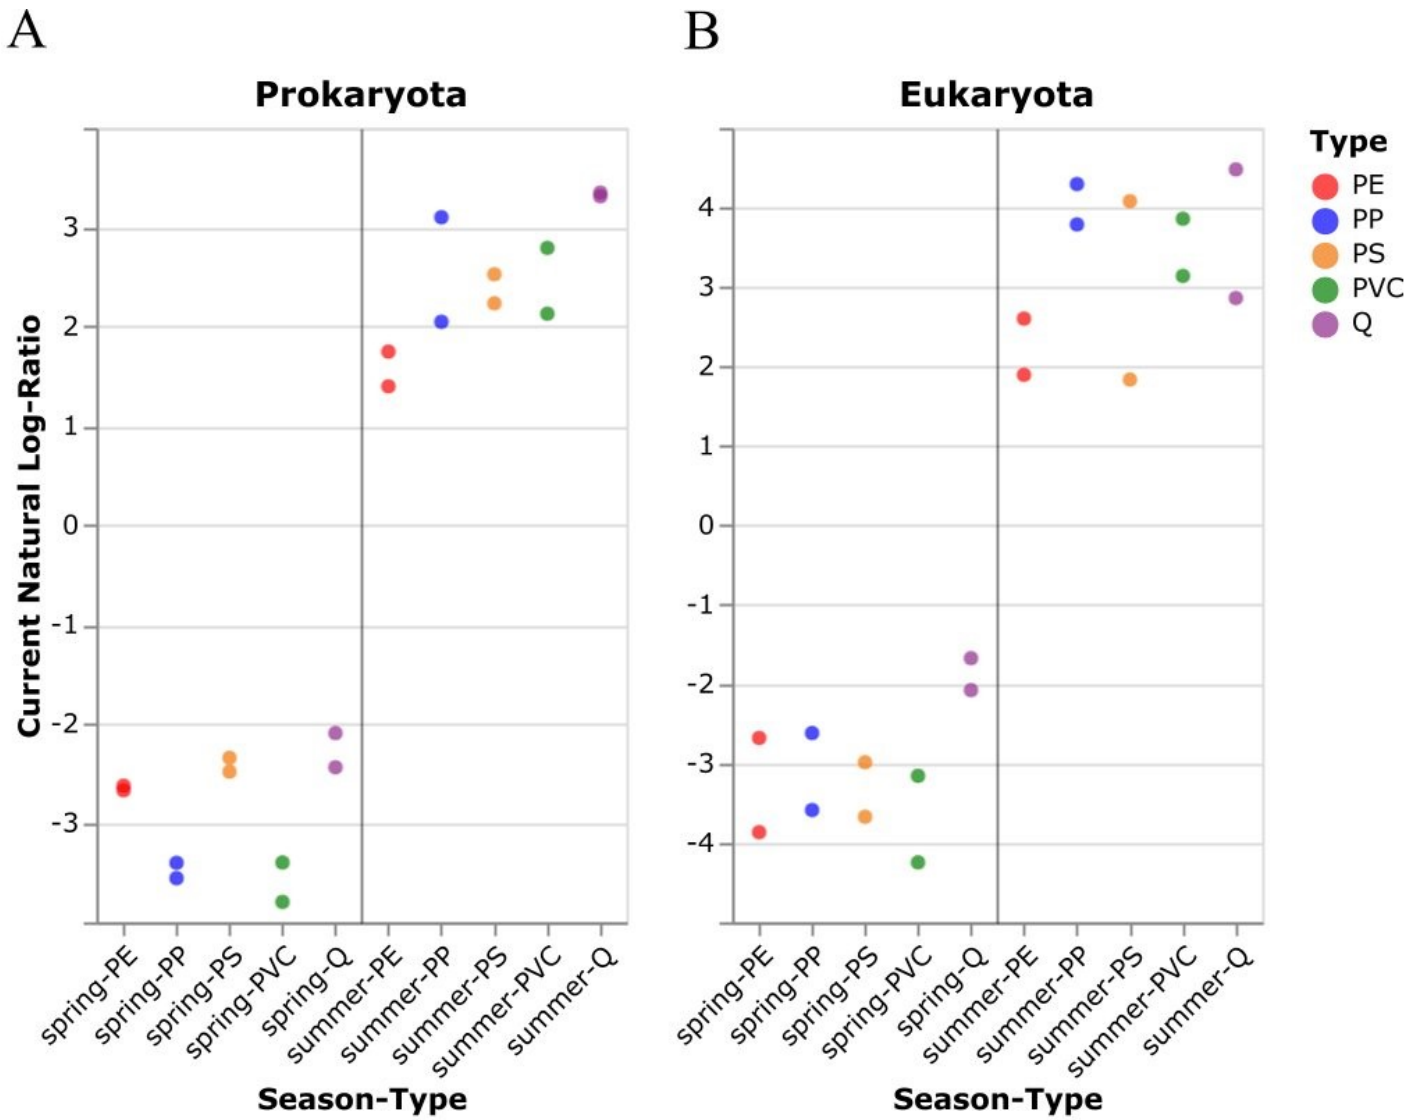 A
B
Prokaryota
Eukaryota
Type
PE
PP
PS
PVC
Q
Current Natural Log-Ratio
3
2
1
0
-1
-2
-3
4
3
2
1
0
-1
-2
-3
-4
spring-PE
spring-PP
spring-PS
spring-PVC
spring-Q
summer-PE
summer-PP
summer-PS
summer-PVC
summer-Q
spring-PE
spring-PP
spring-PS
spring-PVC
spring-Q
summer-PE
summer-PP
summer-PS
summer-PVC
summer-Q
Season-Type
Season-Type